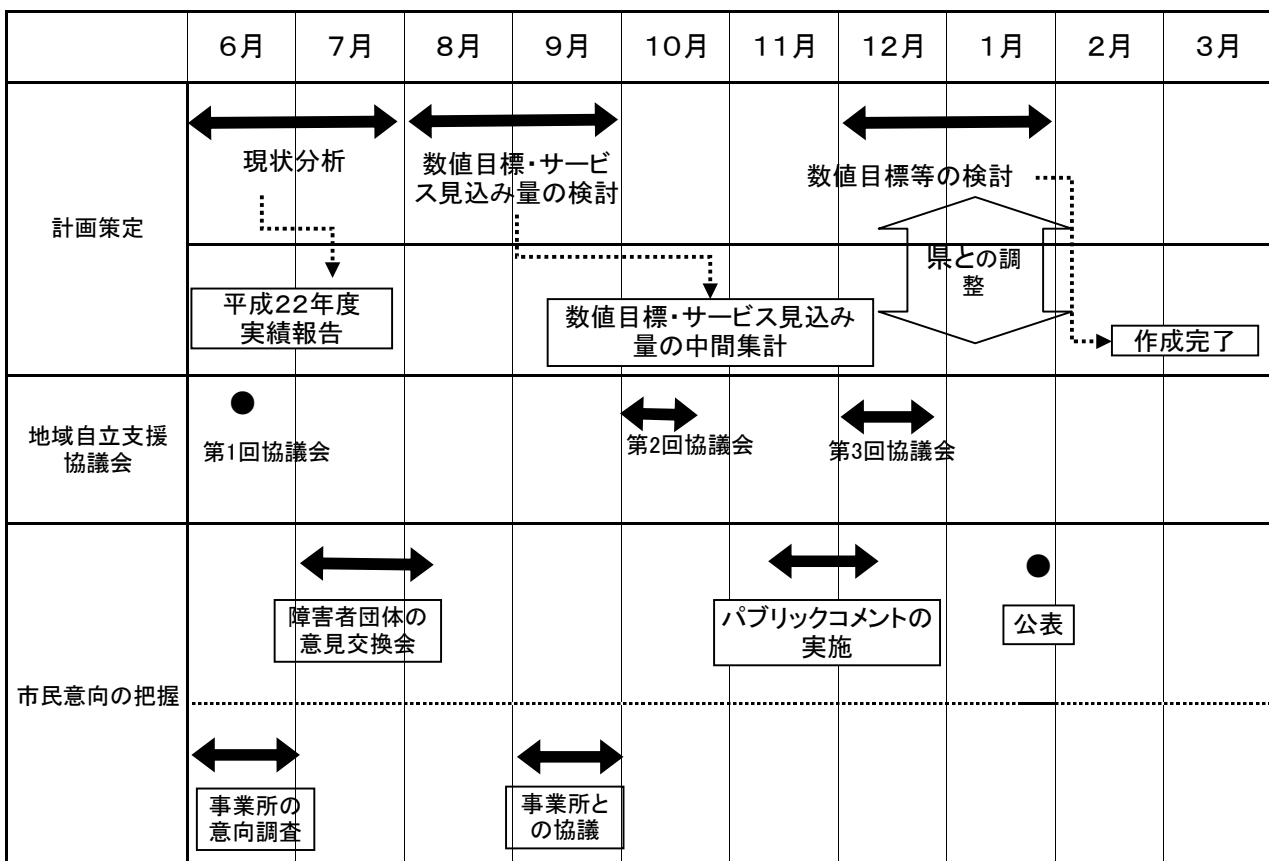 6月 7月 8月 9月 10月 11月 12月 1月 2月 3月
計画策定
現状分析
数値目標・サービ
ス見込み量の検討
数値目標等の検討
県との調
整
平成22年度
実績報告
数値目標・サービス見込み
量の中間集計
作成完了
地域自立支援
協議会
第1回協議会
第2回協議会
第3回協議会
市民意向の把握
障害者団体の
意見交換会
パブリックコメントの
実施
公表
事業所の
意向調査
事業所と
の協議